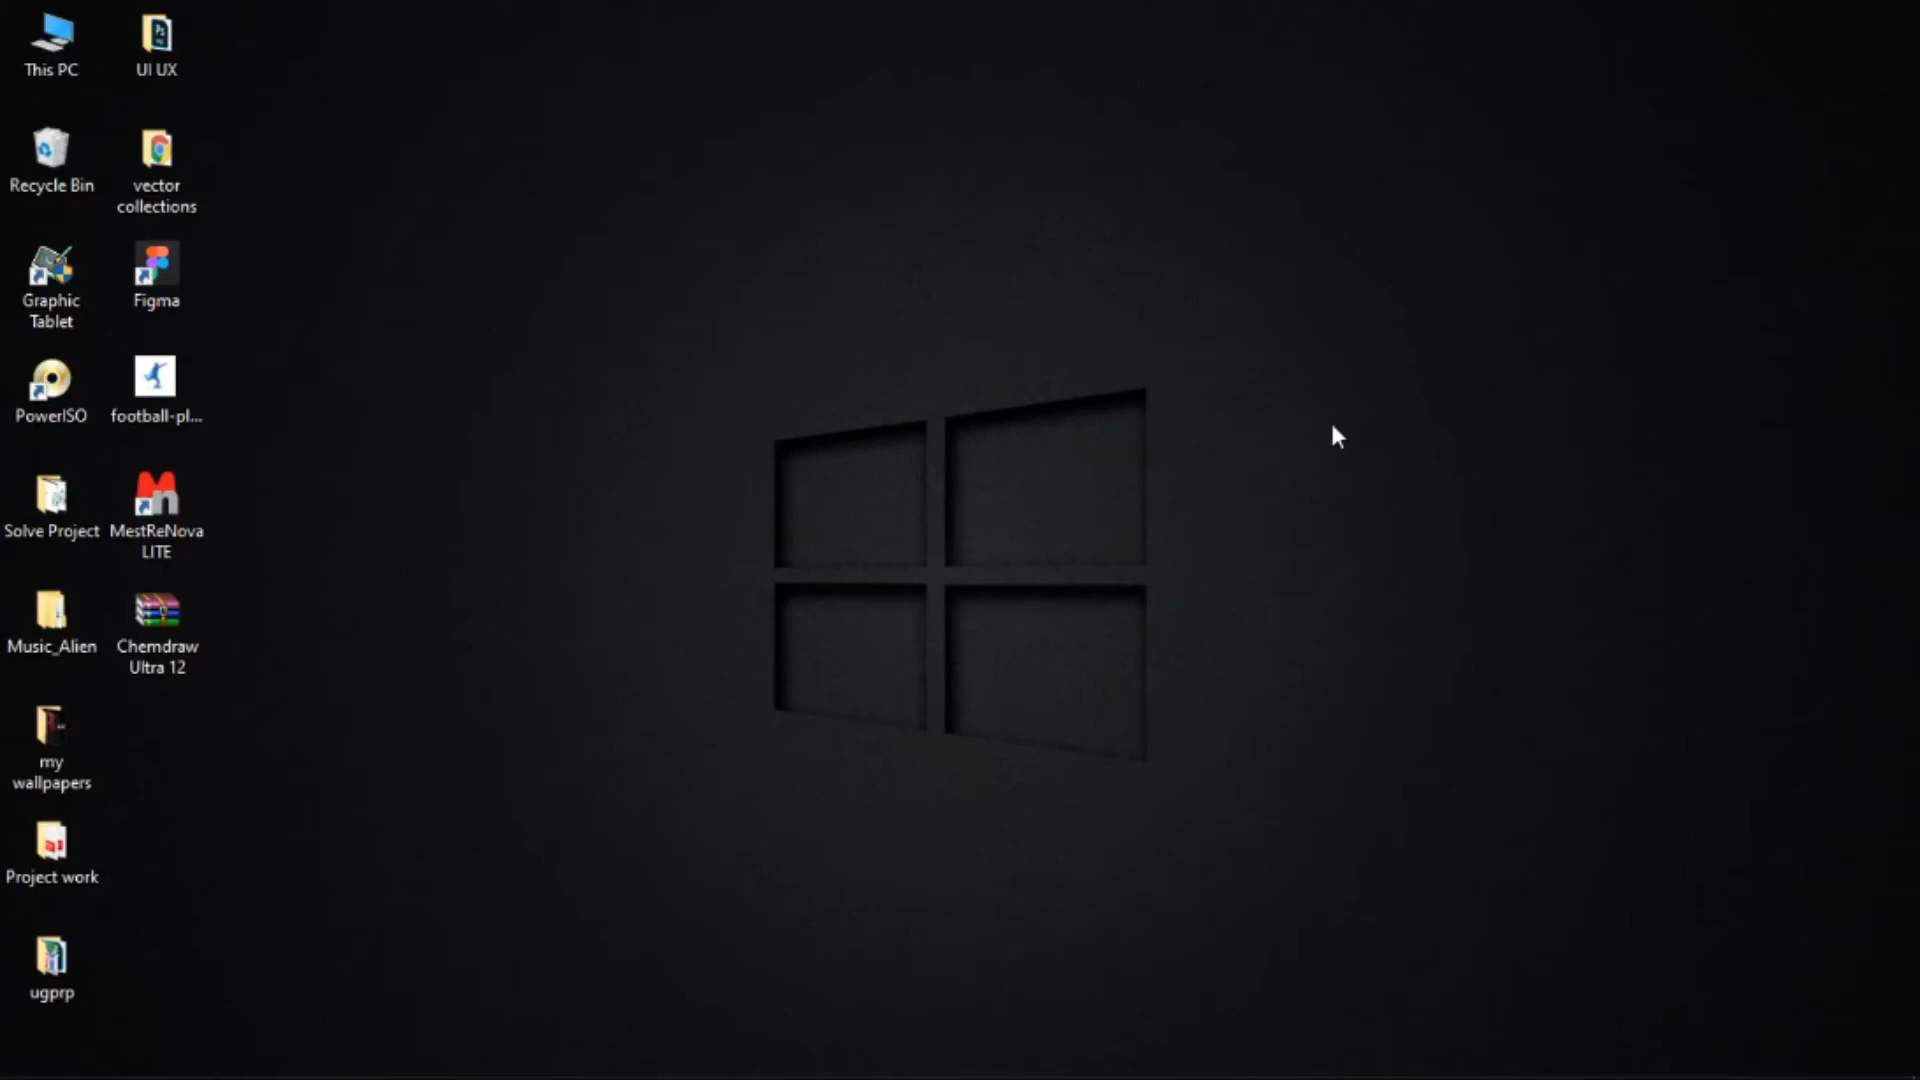 This PC
UI UX
Recycle Bin
vector
collections
Graphic
Tablet
Figma
PowerISO
football-pl...
Solve Project
MestReNova
LITE
Music_Alien
Chemdraw
Ultra 12
my
wallpapers
Project work
ugprp